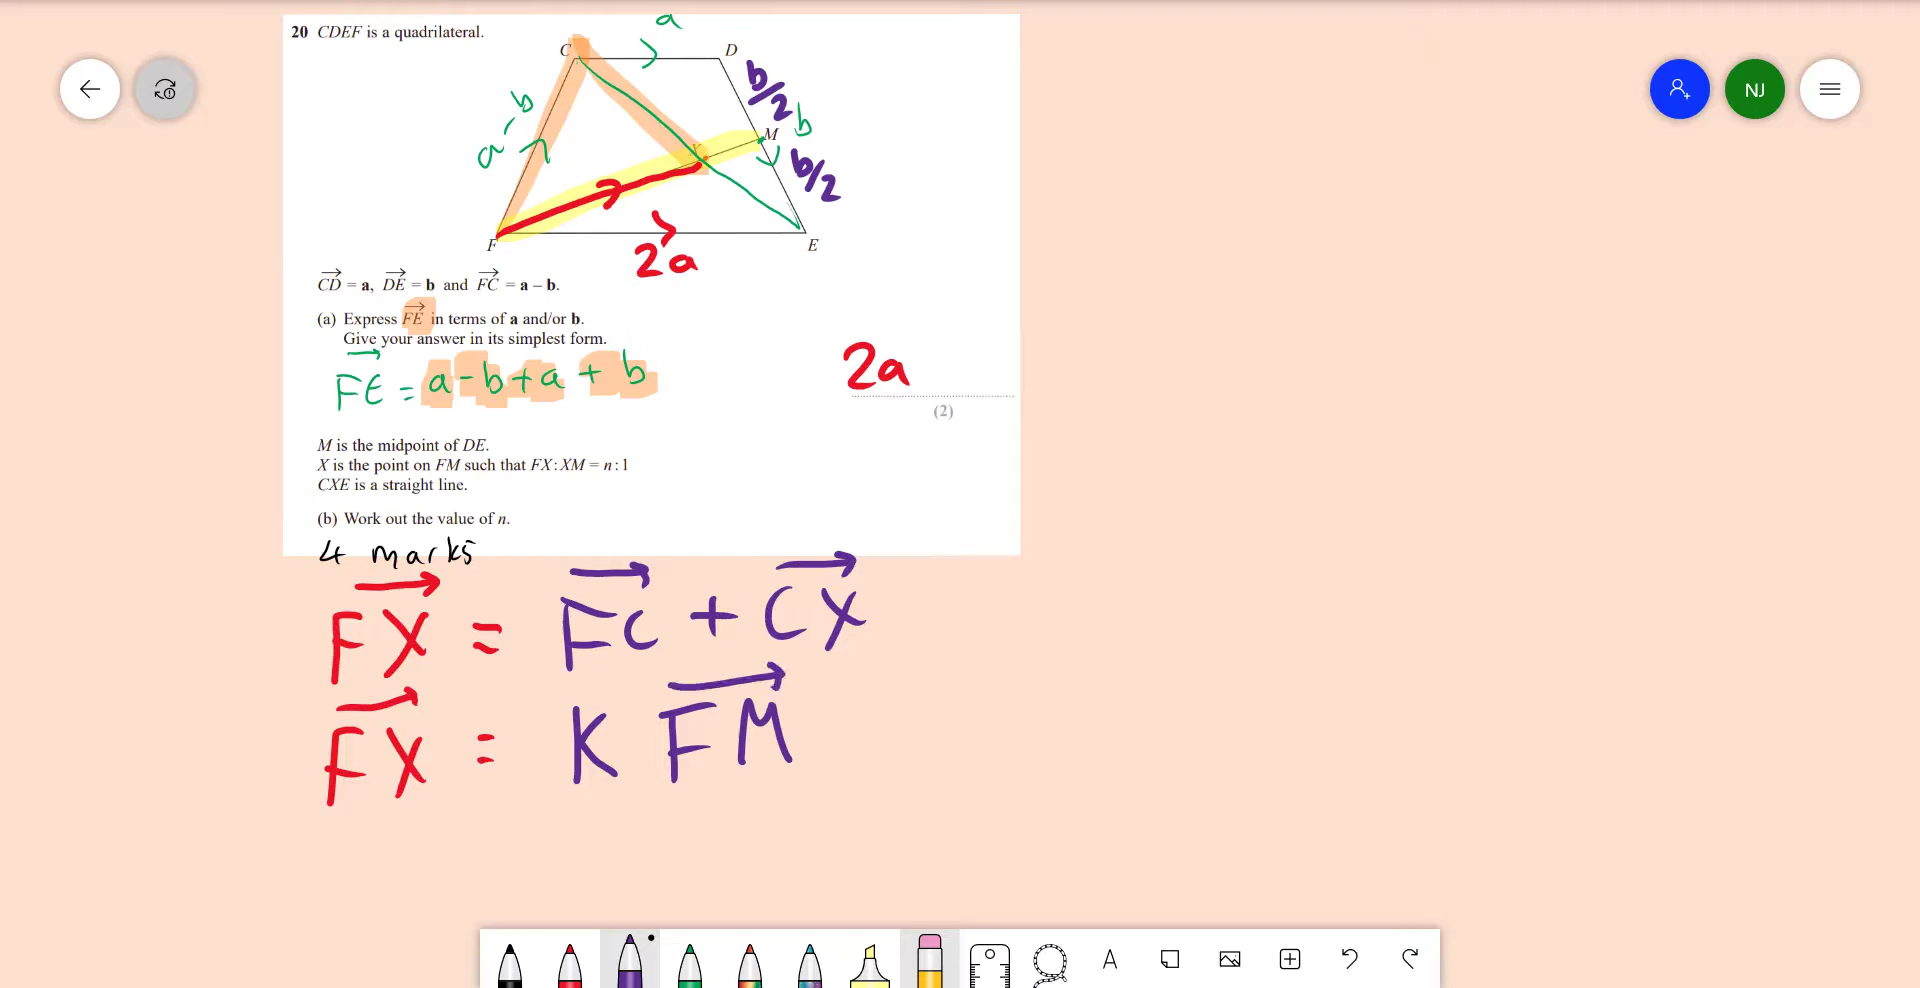 20 CDEF is a quadrilateral.
a
C
D
b/2
a - b
M
b
X
b/2
NJ
F
E
2a
CD = a, DE = b and FC = a – b.
(a) Express FE in terms of a and/or b.
Give your answer in its simplest form.
FE = a - b + a + b
2a
(2)
M is the midpoint of DE.
X is the point on FM such that FX : XM = n : 1
CXE is a straight line.
(b) Work out the value of n.
4 marks
FX = FC + CX
FX = K FM
A